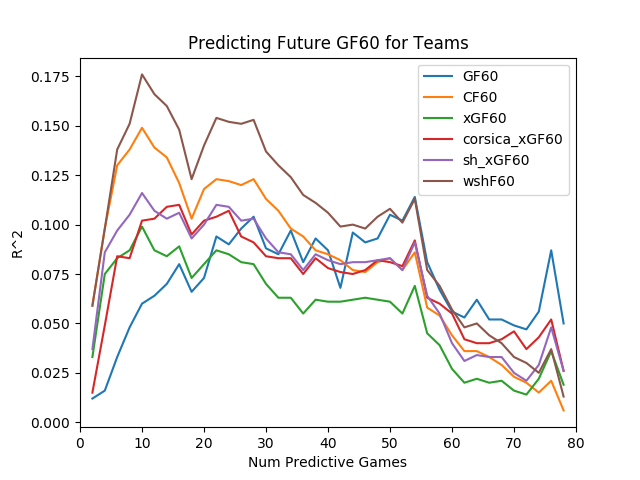 Predicting Future GF60 for Teams
GF60
CF60
xGF60
corsica_xGF60
sh_xGF60
wshF60
R^2
0.175
0.150
0.125
0.100
0.075
0.050
0.025
0.000
0 10 20 30 40 50 60 70 80
Num Predictive Games